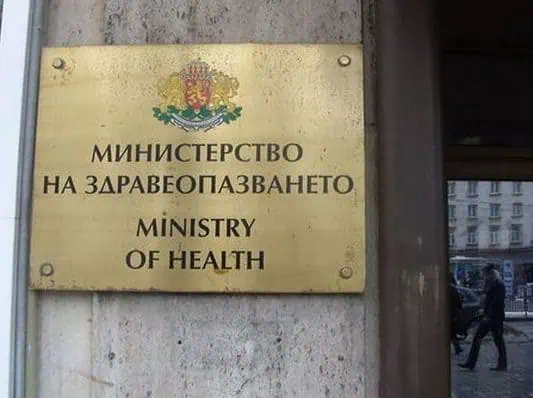 МИНИСТЕРСТВО
НА ЗДРАВЕОПАЗВАНЕТО
MINISTRY
OF HEALTH